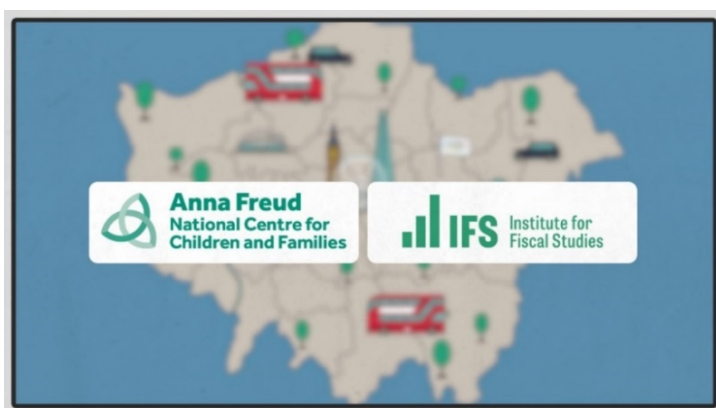 Anna Freud
National Centre for
Children and Families
IFS
Institute for
Fiscal Studies